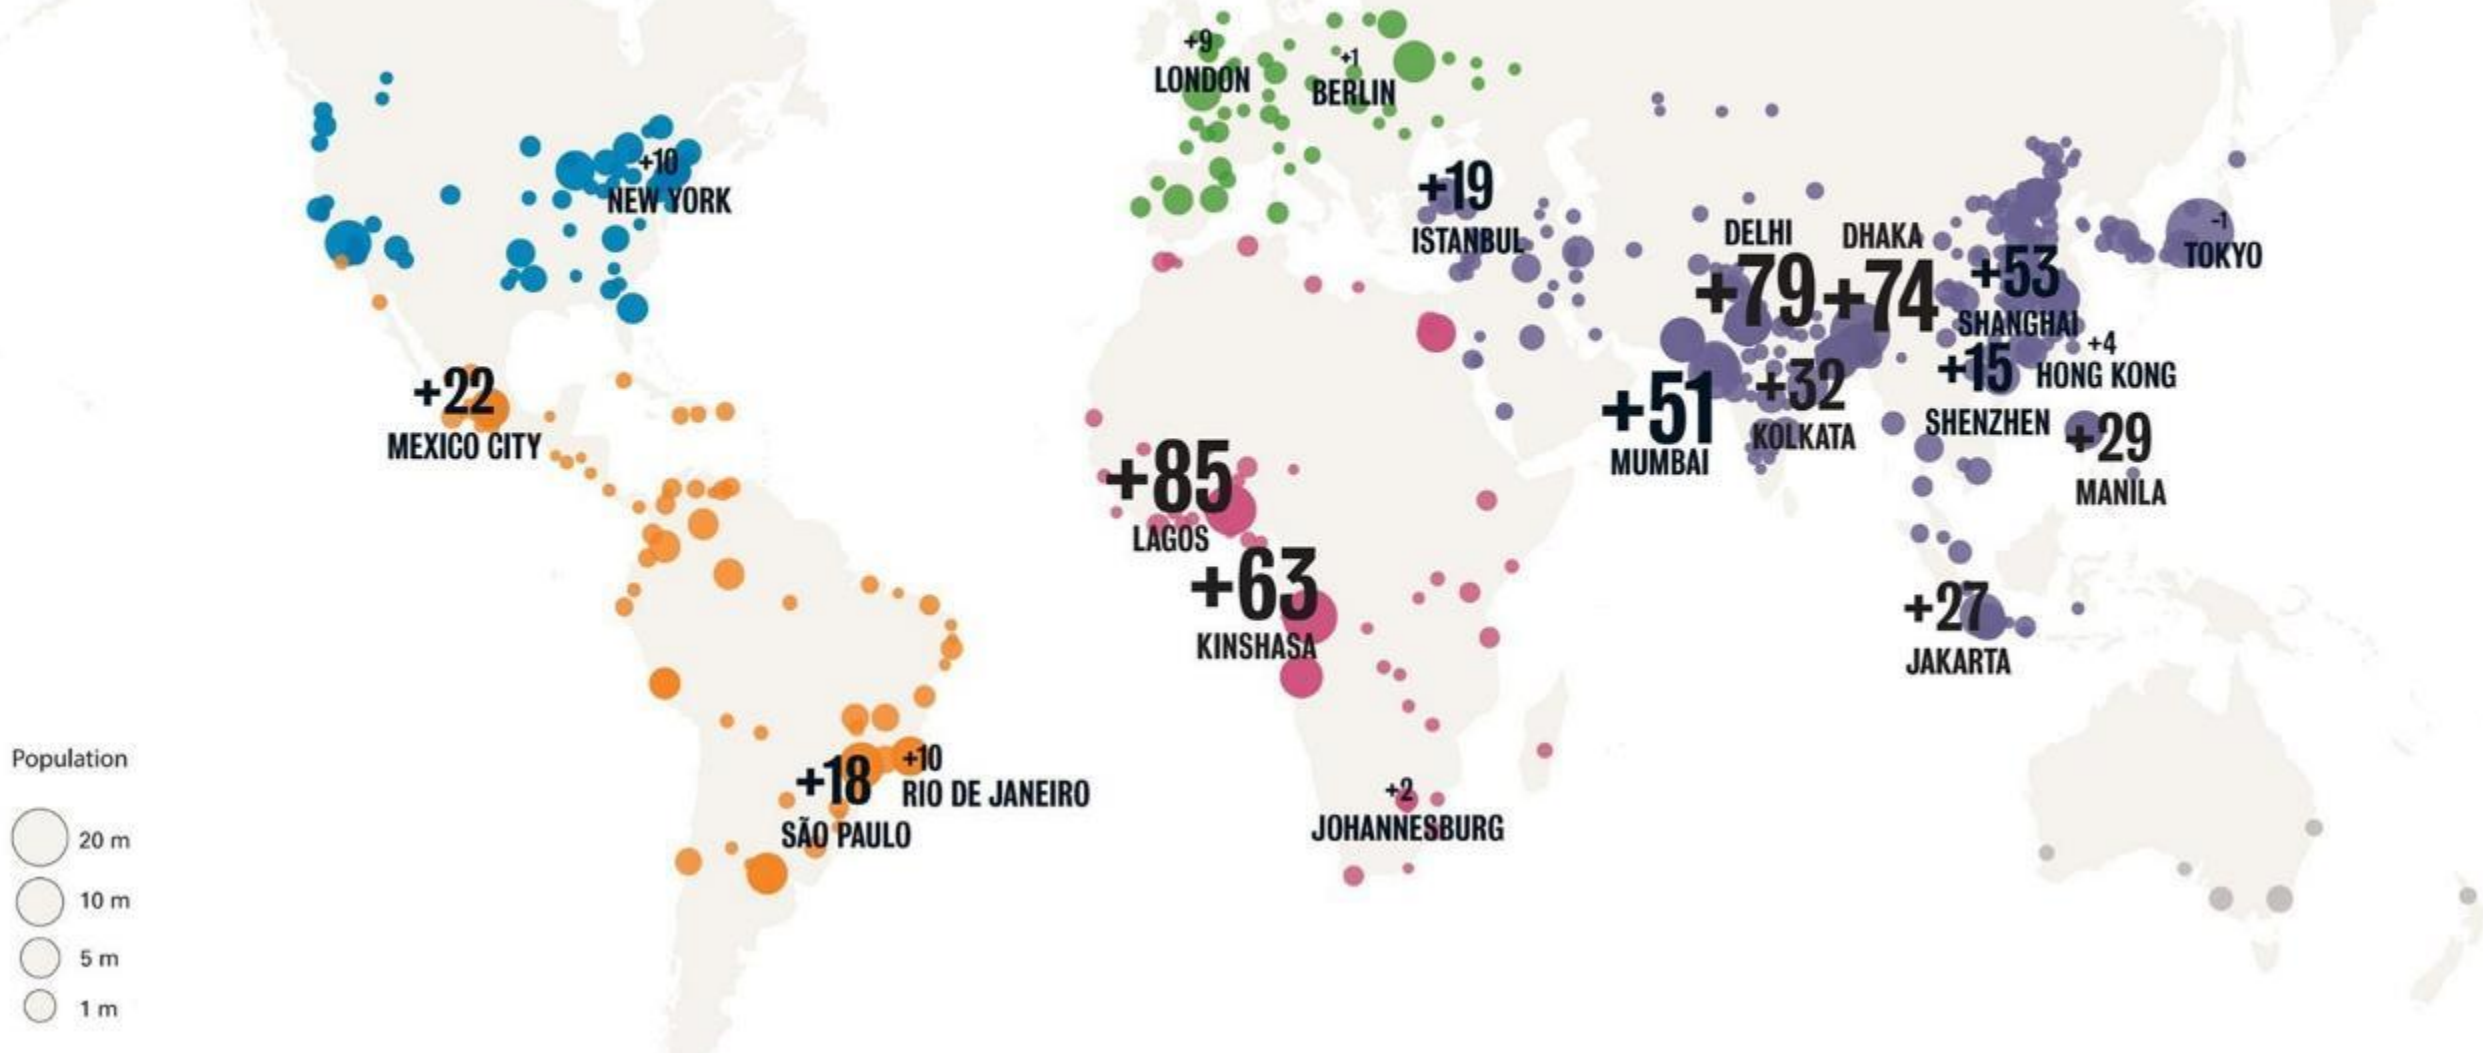 +9
LONDON
+1
BERLIN
+10
NEW YORK
+19
ISTANBUL
DELHI
+79
DHAKA
+74
+53
SHANGHAI
-1
TOKYO
+4
HONG KONG
+15
SHENZHEN
+22
MEXICO CITY
+51
MUMBAI
+32
KOLKATA
+29
MANILA
+85
LAGOS
+63
KINSHASA
+27
JAKARTA
+18
SÃO PAULO
+10
RIO DE JANEIRO
+2
JOHANNESBURG
Population
20 m
10 m
5 m
1 m